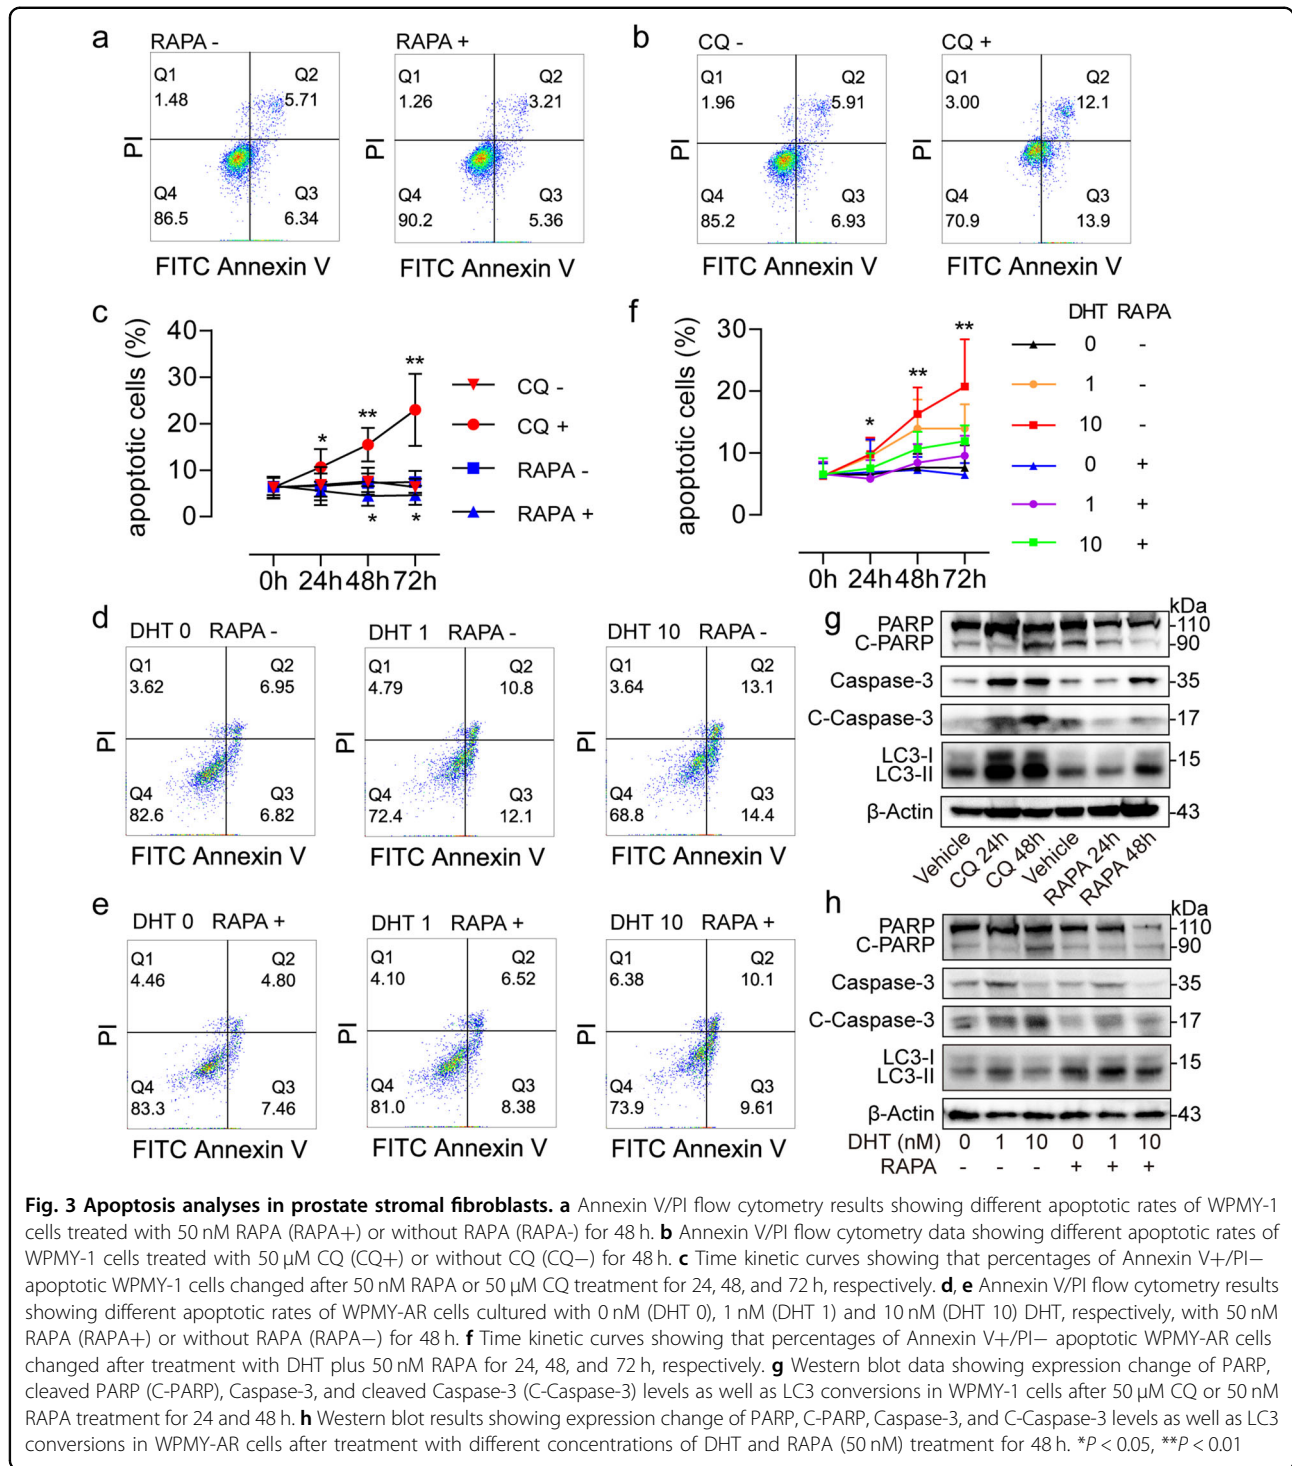 a
RAPA -
RAPA +
b
CQ -
CQ +
Q1
1.48
Q2
5.71
Q4
86.5
Q3
6.34
PI
FITC Annexin V
Q1
1.26
Q2
3.21
Q4
90.2
Q3
5.36
PI
FITC Annexin V
Q1
1.96
Q2
5.91
Q4
85.2
Q3
6.93
PI
FITC Annexin V
Q1
3.00
Q2
12.1
Q4
70.9
Q3
13.9
PI
FITC Annexin V
c
apoptotic cells (%)
40
30
20
10
0
* ** **
* *
0h 24h 48h 72h
CQ -
CQ +
RAPA -
RAPA +
f
apoptotic cells (%)
30
20
10
0
* ** **
0h 24h 48h 72h
DHT RAPA
0 -
1 -
10 -
0 +
1 +
10 +
d
DHT 0 RAPA -
DHT 1 RAPA -
DHT 10 RAPA -
Q1
3.62
Q2
6.95
Q4
82.6
Q3
6.82
PI
FITC Annexin V
Q1
4.79
Q2
10.8
Q4
72.4
Q3
12.1
PI
FITC Annexin V
Q1
3.64
Q2
13.1
Q4
68.8
Q3
14.4
PI
FITC Annexin V
e
DHT 0 RAPA +
DHT 1 RAPA +
DHT 10 RAPA +
Q1
4.46
Q2
4.80
Q4
83.3
Q3
7.46
PI
FITC Annexin V
Q1
4.10
Q2
6.52
Q4
81.0
Q3
8.38
PI
FITC Annexin V
Q1
6.38
Q2
10.1
Q4
73.9
Q3
9.61
PI
FITC Annexin V
g
kDa
PARP -110
C-PARP -90
Caspase-3 -35
C-Caspase-3 -17
LC3-I -15
LC3-II
β-Actin -43
Vehicle CQ 24h CQ 48h Vehicle RAPA 24h RAPA 48h
h
kDa
PARP -110
C-PARP -90
Caspase-3 -35
C-Caspase-3 -17
LC3-I -15
LC3-II
β-Actin -43
DHT (nM) 0 1 10 0 1 10
RAPA - - - + + +
Fig. 3 Apoptosis analyses in prostate stromal fibroblasts. a Annexin V/PI flow cytometry results showing different apoptotic rates of WPMY-1
cells treated with 50 nM RAPA (RAPA+) or without RAPA (RAPA-) for 48 h. b Annexin V/PI flow cytometry data showing different apoptotic rates of
WPMY-1 cells treated with 50 µM CQ (CQ+) or without CQ (CQ−) for 48 h. c Time kinetic curves showing that percentages of Annexin V+/PI−
apoptotic WPMY-1 cells changed after 50 nM RAPA or 50 µM CQ treatment for 24, 48, and 72 h, respectively. d, e Annexin V/PI flow cytometry results
showing different apoptotic rates of WPMY-AR cells cultured with 0 nM (DHT 0), 1 nM (DHT 1) and 10 nM (DHT 10) DHT, respectively, with 50 nM
RAPA (RAPA+) or without RAPA (RAPA−) for 48 h. f Time kinetic curves showing that percentages of Annexin V+/PI− apoptotic WPMY-AR cells
changed after treatment with DHT plus 50 nM RAPA for 24, 48, and 72 h, respectively. g Western blot data showing expression change of PARP,
cleaved PARP (C-PARP), Caspase-3, and cleaved Caspase-3 (C-Caspase-3) levels as well as LC3 conversions in WPMY-1 cells after 50 µM CQ or 50 nM
RAPA treatment for 24 and 48 h. h Western blot results showing expression change of PARP, C-PARP, Caspase-3, and C-Caspase-3 levels as well as LC3
conversions in WPMY-AR cells after treatment with different concentrations of DHT and RAPA (50 nM) treatment for 48 h. *P < 0.05, **P < 0.01